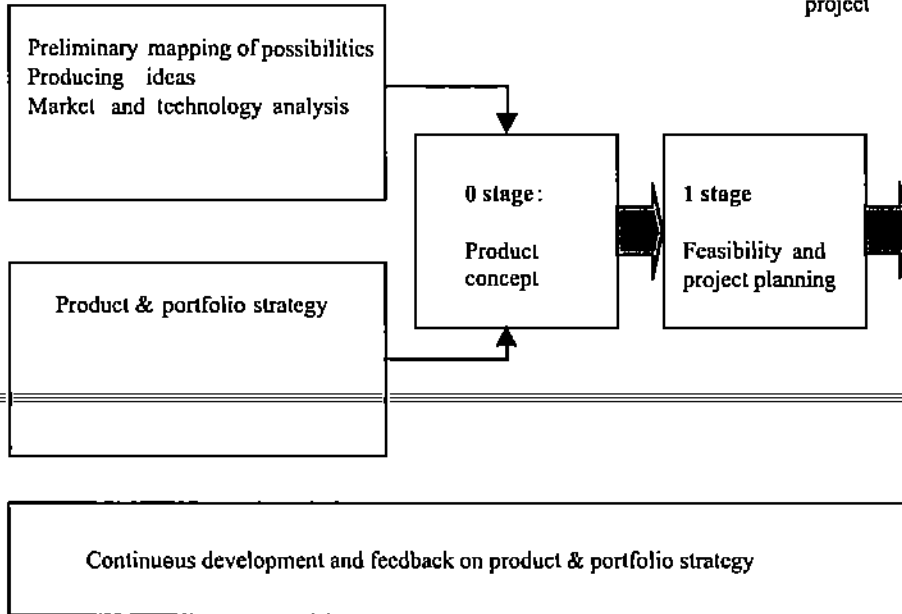 project
Preliminary mapping of possibilities
Producing ideas
Market and technology analysis
0 stage:
Product
concept
1 stage
Feasibility and
project planning
Product & portfolio strategy
Continuous development and feedback on product & portfolio strategy